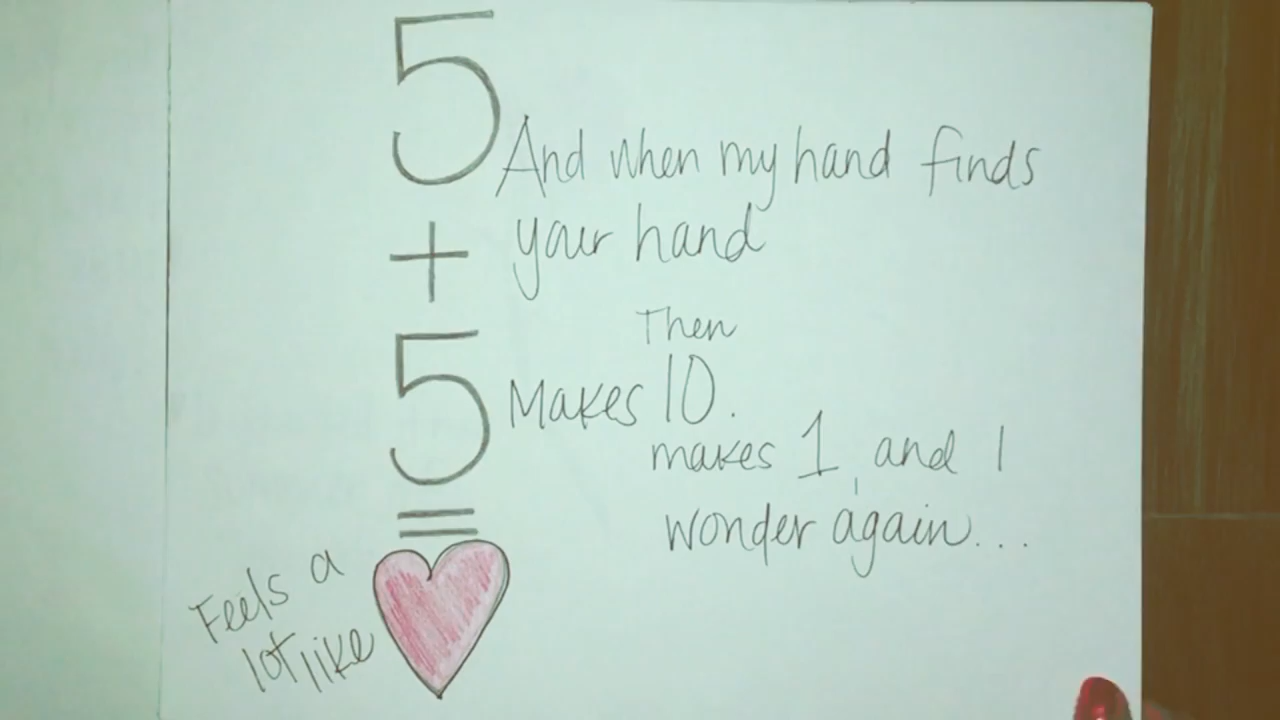 5
And when my hand finds
your hand
+
Then
5
Makes 10.
makes 1, and 1
wonder again...
=
Feels a
lot like